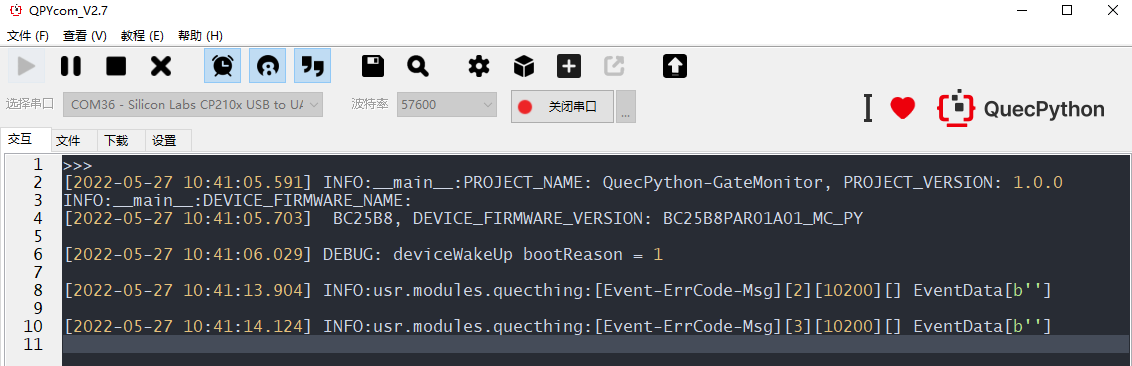 QPYcom_V2.7
文件 (F) 查看 (V) 教程 (E) 帮助 (H)
选择串口 COM36 - Silicon Labs CP210x USB to UA 波特率 57600 关闭串口 ...
I QuecPython
交互 文件 下载 设置
1 >>>
2 [2022-05-27 10:41:05.591] INFO:__main__:PROJECT_NAME: QuecPython-GateMonitor, PROJECT_VERSION: 1.0.0
3 INFO:__main__:DEVICE_FIRMWARE_NAME:
4 [2022-05-27 10:41:05.703]  BC25B8, DEVICE_FIRMWARE_VERSION: BC25B8PAR01A01_MC_PY
5
6 [2022-05-27 10:41:06.029] DEBUG: deviceWakeUp bootReason = 1
7
8 [2022-05-27 10:41:13.904] INFO:usr.modules.quecthing:[Event-ErrCode-Msg][2][10200][] EventData[b'']
9
10 [2022-05-27 10:41:14.124] INFO:usr.modules.quecthing:[Event-ErrCode-Msg][3][10200][] EventData[b'']
11